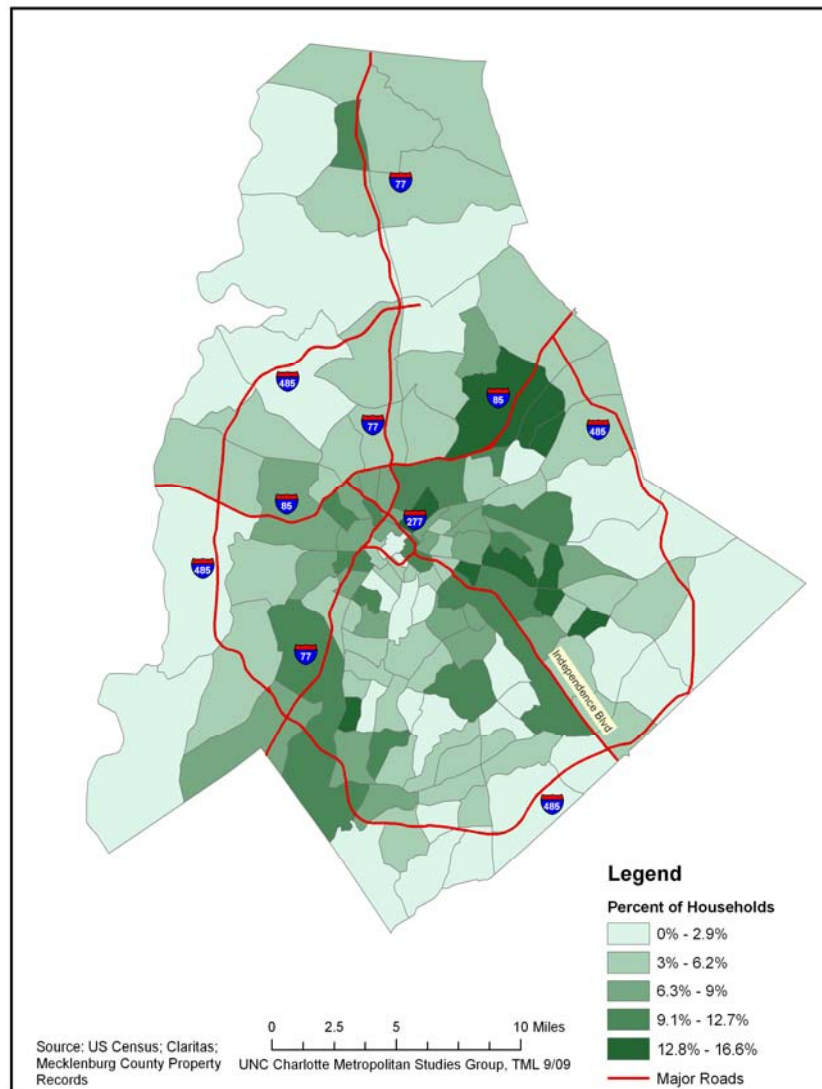 77
485
85
77
485
85
277
485
77
Independence Blvd
485
Legend
Percent of Households
0% - 2.9%
3% - 6.2%
6.3% - 9%
9.1% - 12.7%
12.8% - 16.6%
Major Roads
0 2.5 5 10 Miles
Source: US Census; Claritas;
Mecklenburg County Property
Records
UNC Charlotte Metropolitan Studies Group, TML 9/09